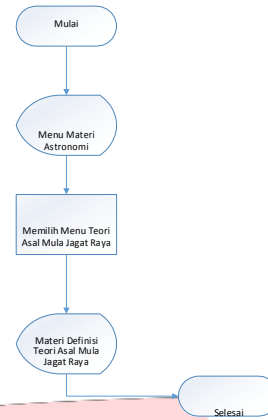 Mulai
Menu Materi
Astronomi
Memilih Menu Teori
Asal Mula Jagat Raya
Materi Definisi
Teori Asal Mula
Jagat Raya
Selesai